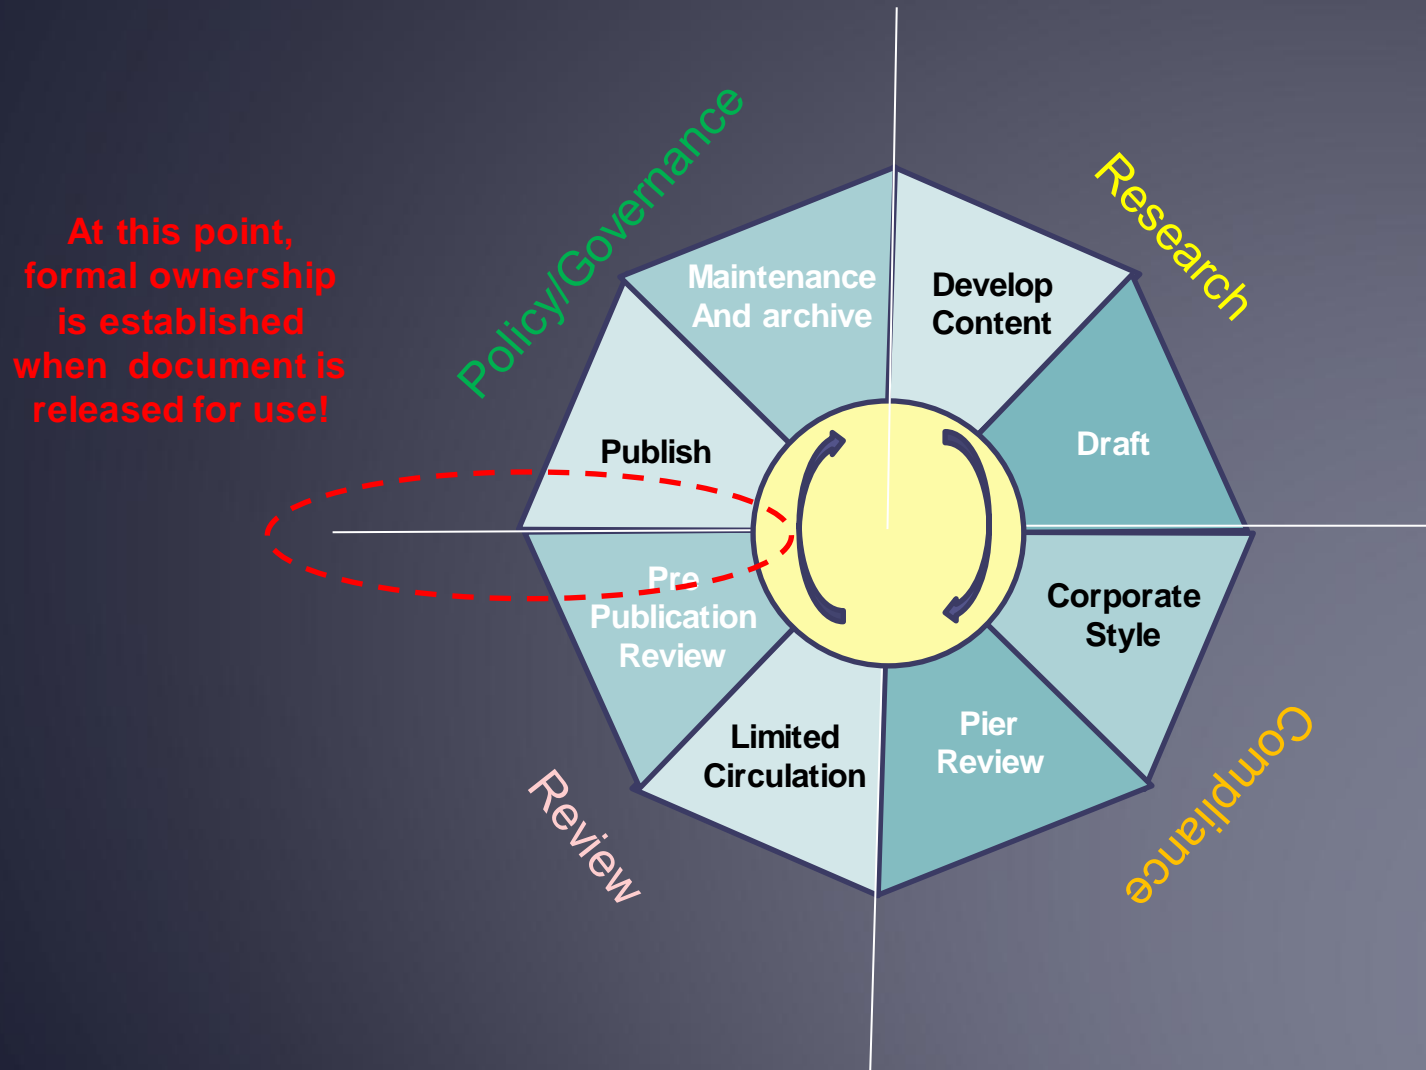 At this point,
formal ownership
is established
when document is
released for use!
Policy/Governance
Research
Maintenance
And archive
Develop
Content
Publish
Draft
Pre
Publication
Review
Corporate
Style
Limited
Circulation
Pier
Review
Review
Compliance